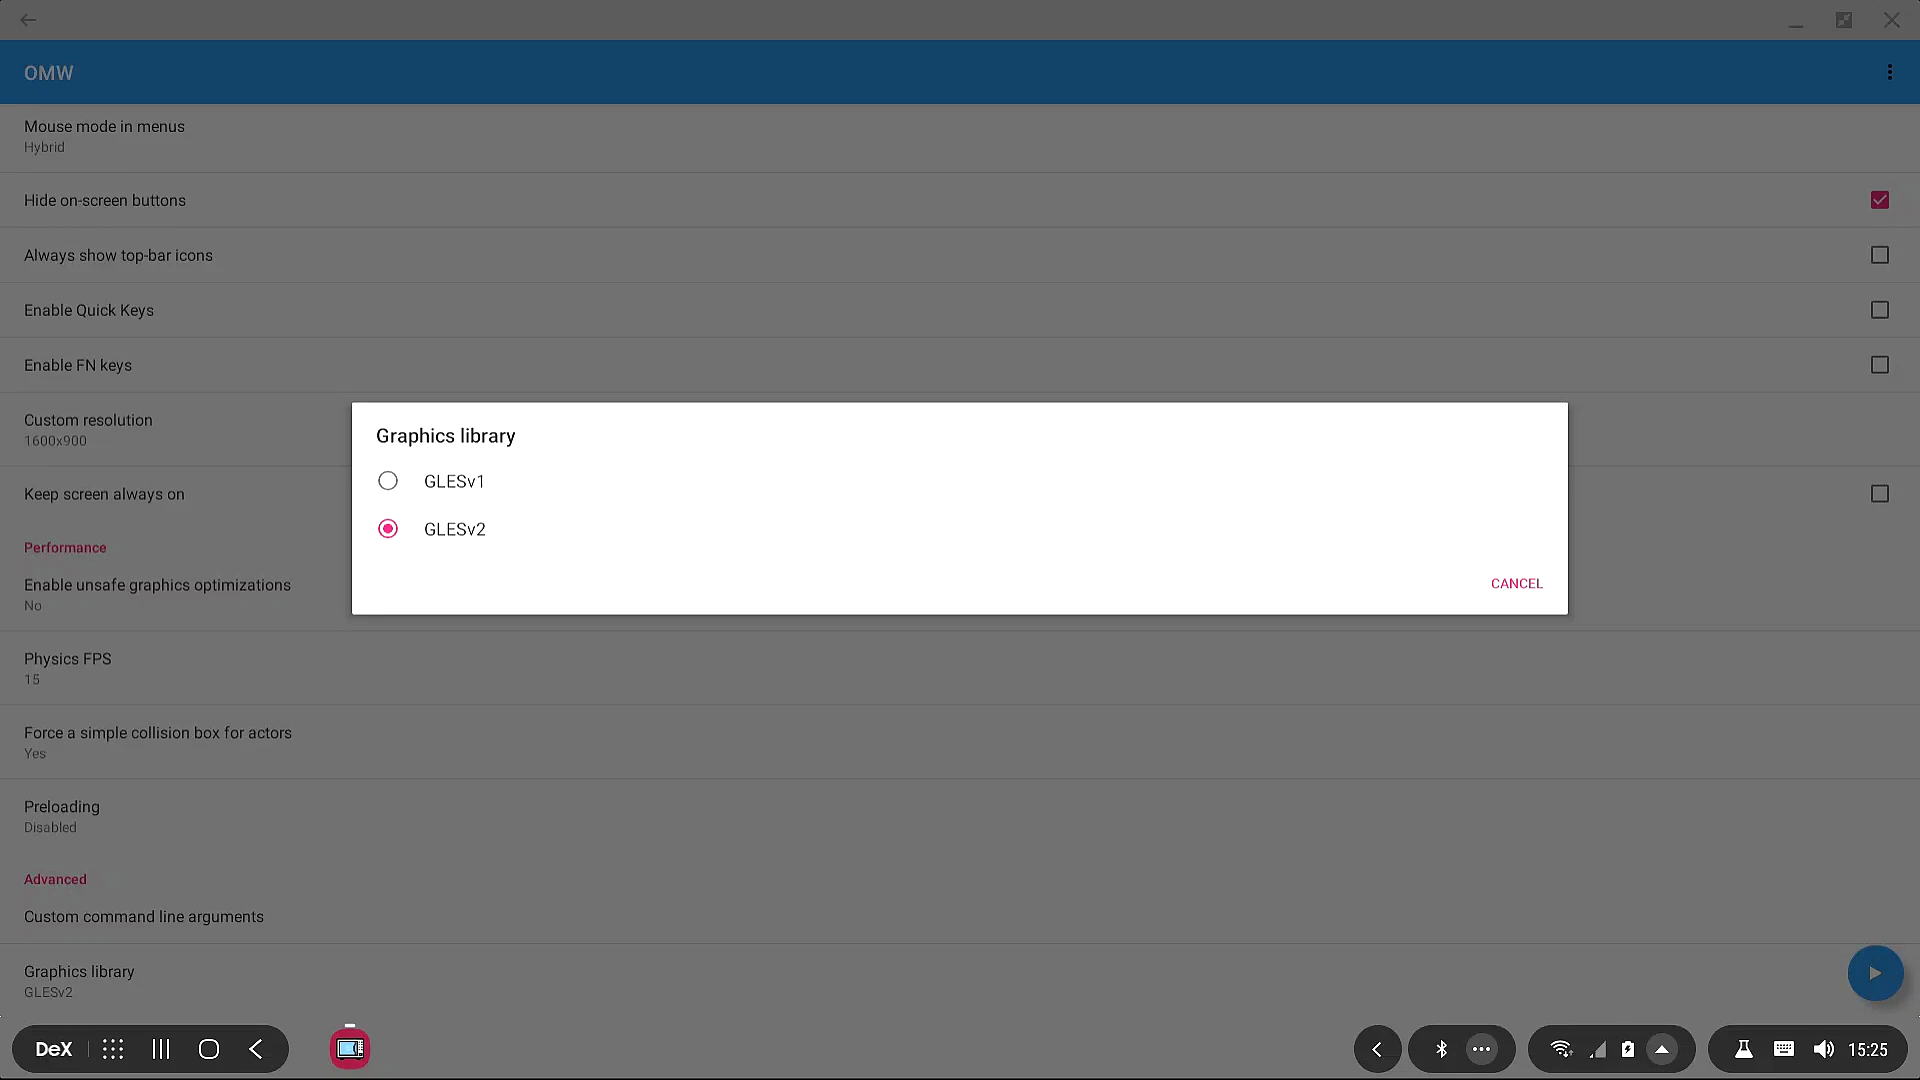 OMW
Mouse mode in menus
Hybrid
Hide on-screen buttons
Always show top-bar icons
Enable Quick Keys
Enable FN keys
Custom resolution
1600x900
Keep screen always on
Performance
Enable unsafe graphics optimizations
No
Physics FPS
15
Force a simple collision box for actors
Yes
Preloading
Disabled
Advanced
Custom command line arguments
Graphics library
GLESv2
Graphics library
GLESv1
GLESv2
CANCEL
DeX
15:25